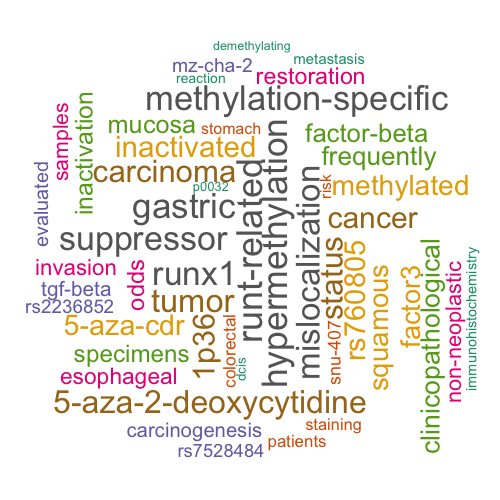 demethylating
mz-cha-2
metastasis
reaction
restoration
methylation-specific
samples
inactivation
mucosa
stomach
factor-beta
inactivated
frequently
evaluated
carcinoma
p0032
risk
methylated
gastric
runt-related
hypermethylation
mislocalization
cancer
suppressor
status
rs760805
squamous
factor3
clinicopathological
non-neoplastic
immunohistochemistry
invasion
odds
runx1
tgf-beta
rs2236852
tumor
5-aza-cdr
1p36
colorectal
dcis
snu-407
specimens
esophageal
5-aza-2-deoxycytidine
carcinogenesis
staining
patients
rs7528484